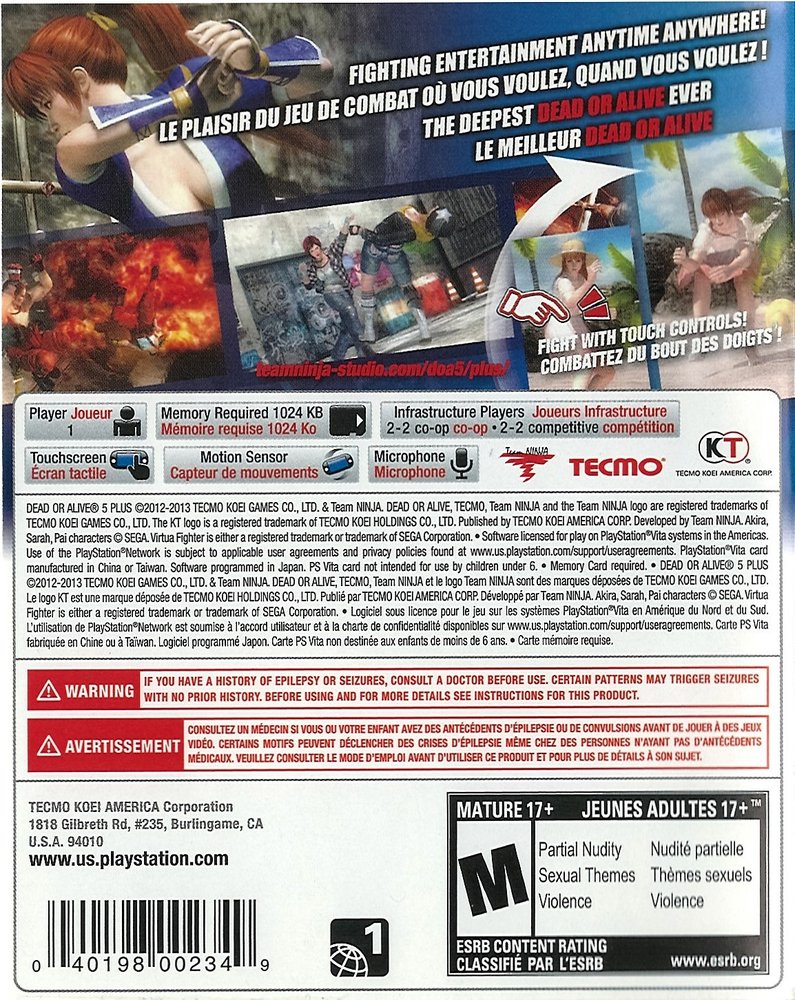 FIGHTING ENTERTAINMENT ANYTIME ANYWHERE!
LE PLAISIR DU JEU DE COMBAT OÙ VOUS VOULEZ, QUAND VOUS VOULEZ !
THE DEEPEST DEAD OR ALIVE EVER
LE MEILLEUR DEAD OR ALIVE
FIGHT WITH TOUCH CONTROLS!
COMBATTEZ DU BOUT DES DOIGTS !
teamninja-studio.com/doa5/plus/
Player Joueur
1
Memory Required 1024 KB
Mémoire requise 1024 Ko
Infrastructure Players Joueurs Infrastructure
2-2 co-op co-op • 2-2 competitive compétition
Touchscreen
Écran tactile
Motion Sensor
Capteur de mouvements
Microphone
Microphone
Team NINJA
TECMO
KT
TECMO KOEI AMERICA CORP.
DEAD OR ALIVE® 5 PLUS ©2012-2013 TECMO KOEI GAMES CO., LTD. & Team NINJA. DEAD OR ALIVE, TECMO, Team NINJA and the Team NINJA logo are registered trademarks of
TECMO KOEI GAMES CO., LTD. The KT logo is a registered trademark of TECMO KOEI HOLDINGS CO., LTD. Published by TECMO KOEI AMERICA CORP. Developed by Team NINJA. Akira,
Sarah, Pai characters © SEGA. Virtua Fighter is either a registered trademark or trademark of SEGA Corporation. • Software licensed for play on PlayStation®Vita systems in the Americas.
Use of the PlayStation®Network is subject to applicable user agreements and privacy policies found at www.us.playstation.com/support/useragreements. PlayStation®Vita card
manufactured in China or Taiwan. Software programmed in Japan. PS Vita card not intended for use by children under 6. • Memory Card required. • DEAD OR ALIVE® 5 PLUS
©2012-2013 TECMO KOEI GAMES CO., LTD. & Team NINJA. DEAD OR ALIVE, TECMO, Team NINJA et le logo Team NINJA sont des marques déposées de TECMO KOEI GAMES CO., LTD.
Le logo KT est une marque déposée de TECMO KOEI HOLDINGS CO., LTD. Publié par TECMO KOEI AMERICA CORP. Développé par Team NINJA. Akira, Sarah, Pai characters © SEGA. Virtua
Fighter is either a registered trademark or trademark of SEGA Corporation. • Logiciel sous licence pour le jeu sur les systèmes PlayStation®Vita en Amérique du Nord et du Sud.
L'utilisation de PlayStation®Network est soumise à l'accord utilisateur et à la charte de confidentialité disponibles sur www.us.playstation.com/support/useragreements. Carte PS Vita
fabriquée en Chine ou à Taïwan. Logiciel programmé Japon. Carte PS Vita non destinée aux enfants de moins de 6 ans. • Carte mémoire requise.
WARNING
IF YOU HAVE A HISTORY OF EPILEPSY OR SEIZURES, CONSULT A DOCTOR BEFORE USE. CERTAIN PATTERNS MAY TRIGGER SEIZURES
WITH NO PRIOR HISTORY. BEFORE USING AND FOR MORE DETAILS SEE INSTRUCTIONS FOR THIS PRODUCT.
AVERTISSEMENT
CONSULTEZ UN MÉDECIN SI VOUS OU VOTRE ENFANT AVEZ DES ANTÉCÉDENTS D'ÉPILEPSIE OU DE CONVULSIONS AVANT DE JOUER À DES JEUX
VIDÉO. CERTAINS MOTIFS PEUVENT DÉCLENCHER DES CRISES D'ÉPILEPSIE MÊME CHEZ DES PERSONNES N'AYANT PAS D'ANTÉCÉDENTS
MÉDICAUX. VEUILLEZ CONSULTER LE MODE D'EMPLOI AVANT D'UTILISER CE PRODUIT ET POUR PLUS DE DÉTAILS À SON SUJET.
TECMO KOEI AMERICA Corporation
1818 Gilbreth Rd, #235, Burlingame, CA
U.S.A. 94010
www.us.playstation.com
0 40198 00234 9
1
MATURE 17+ JEUNES ADULTES 17+™
M
Partial Nudity Nudité partielle
Sexual Themes Thèmes sexuels
Violence Violence
ESRB CONTENT RATING
CLASSIFIÉ PAR L'ESRB www.esrb.org